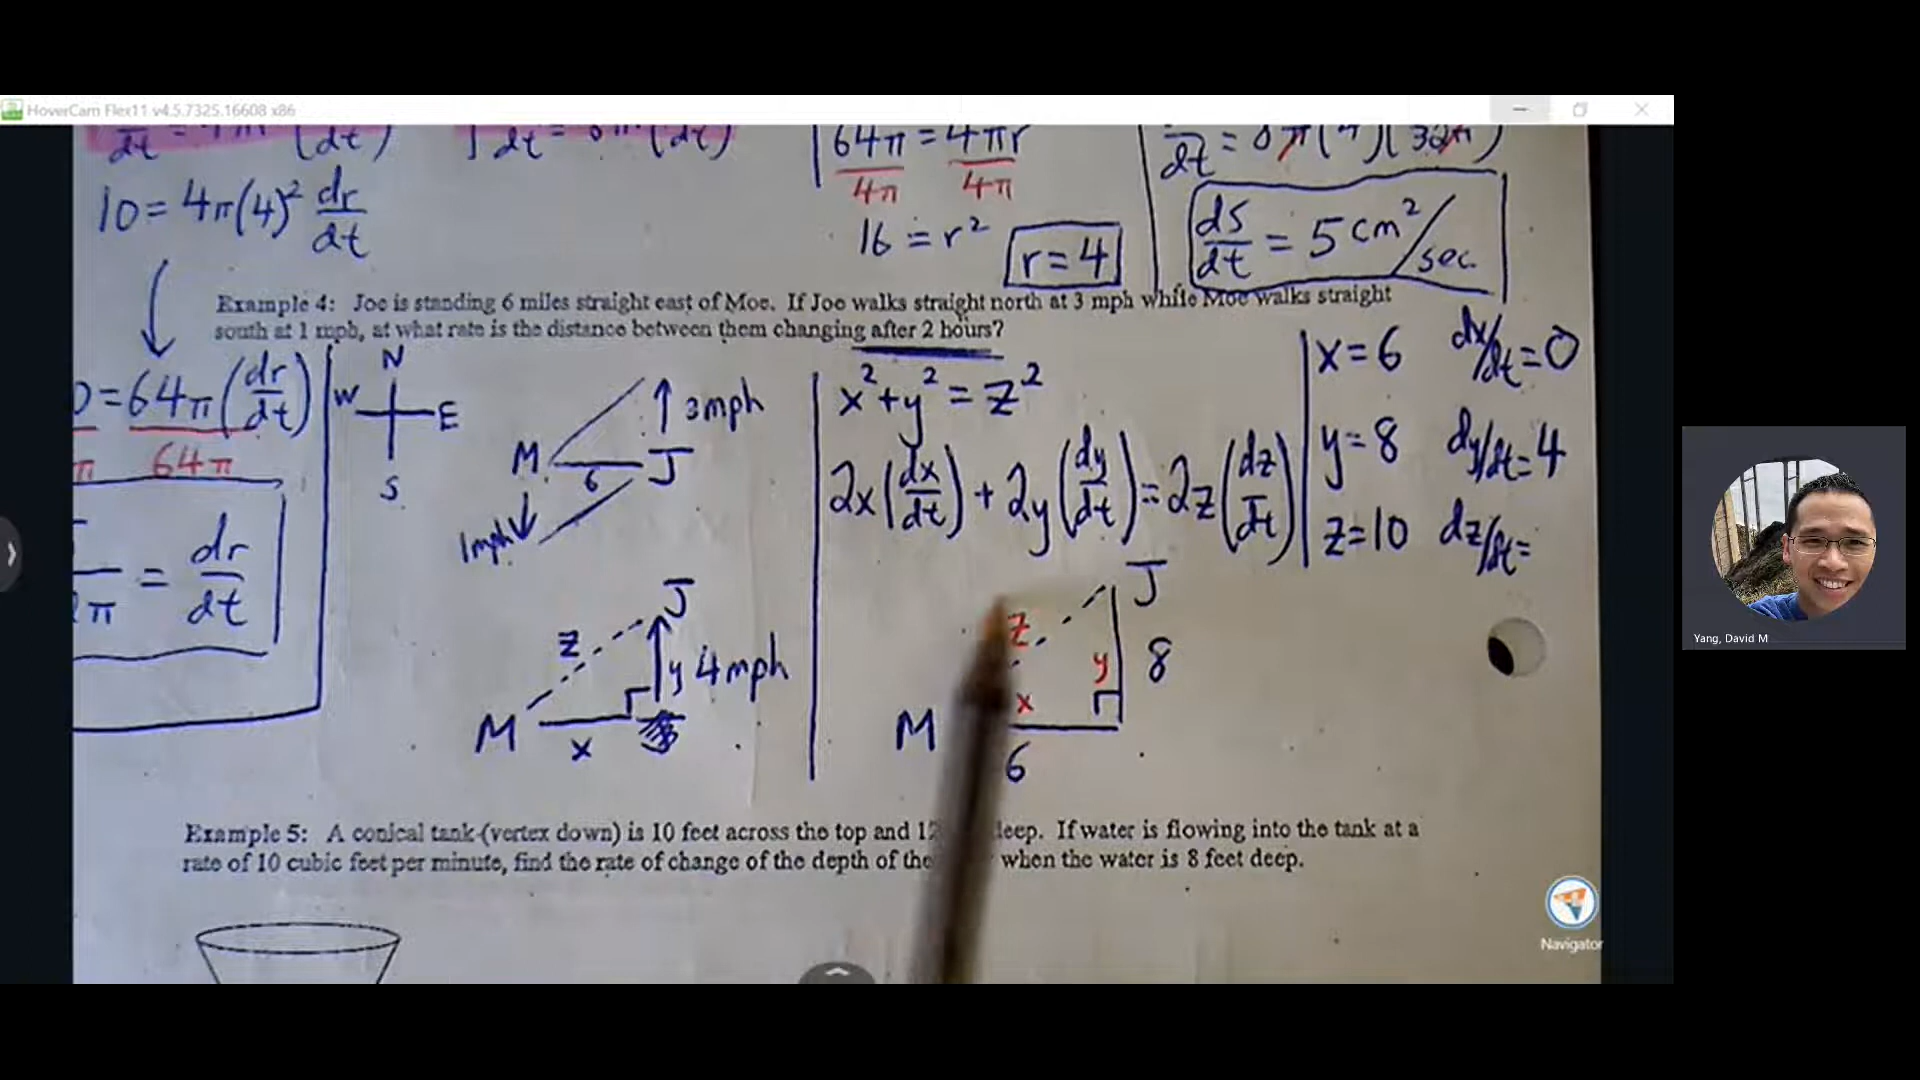 HoverCam Flex11 v4.5.7325.16608 x86
10 = 4π(4)² dr/dt
64π = 4πr
4π 4π
16 = r²
r = 4
dS/dt = 5 cm²/sec.
Example 4: Joe is standing 6 miles straight east of Moe. If Joe walks straight north at 3 mph while Moe walks straight
south at 1 mph, at what rate is the distance between them changing after 2 hours?
= 64π (dr/dt)
64π
= dr/dt
N
W E
S
3mph
M 6 J
1mph
J
z
y 4mph
M x
x² + y² = z²
2x(dx/dt) + 2y(dy/dt) = 2z(dz/dt)
x = 6 dx/dt = 0
y = 8 dy/dt = 4
z = 10 dz/dt =
J
z
y 8
x
M
6
Example 5: A conical tank (vertex down) is 10 feet across the top and deep. If water is flowing into the tank at a
rate of 10 cubic feet per minute, find the rate of change of the depth of the when the water is 8 feet deep.
Navigator
Yang, David M